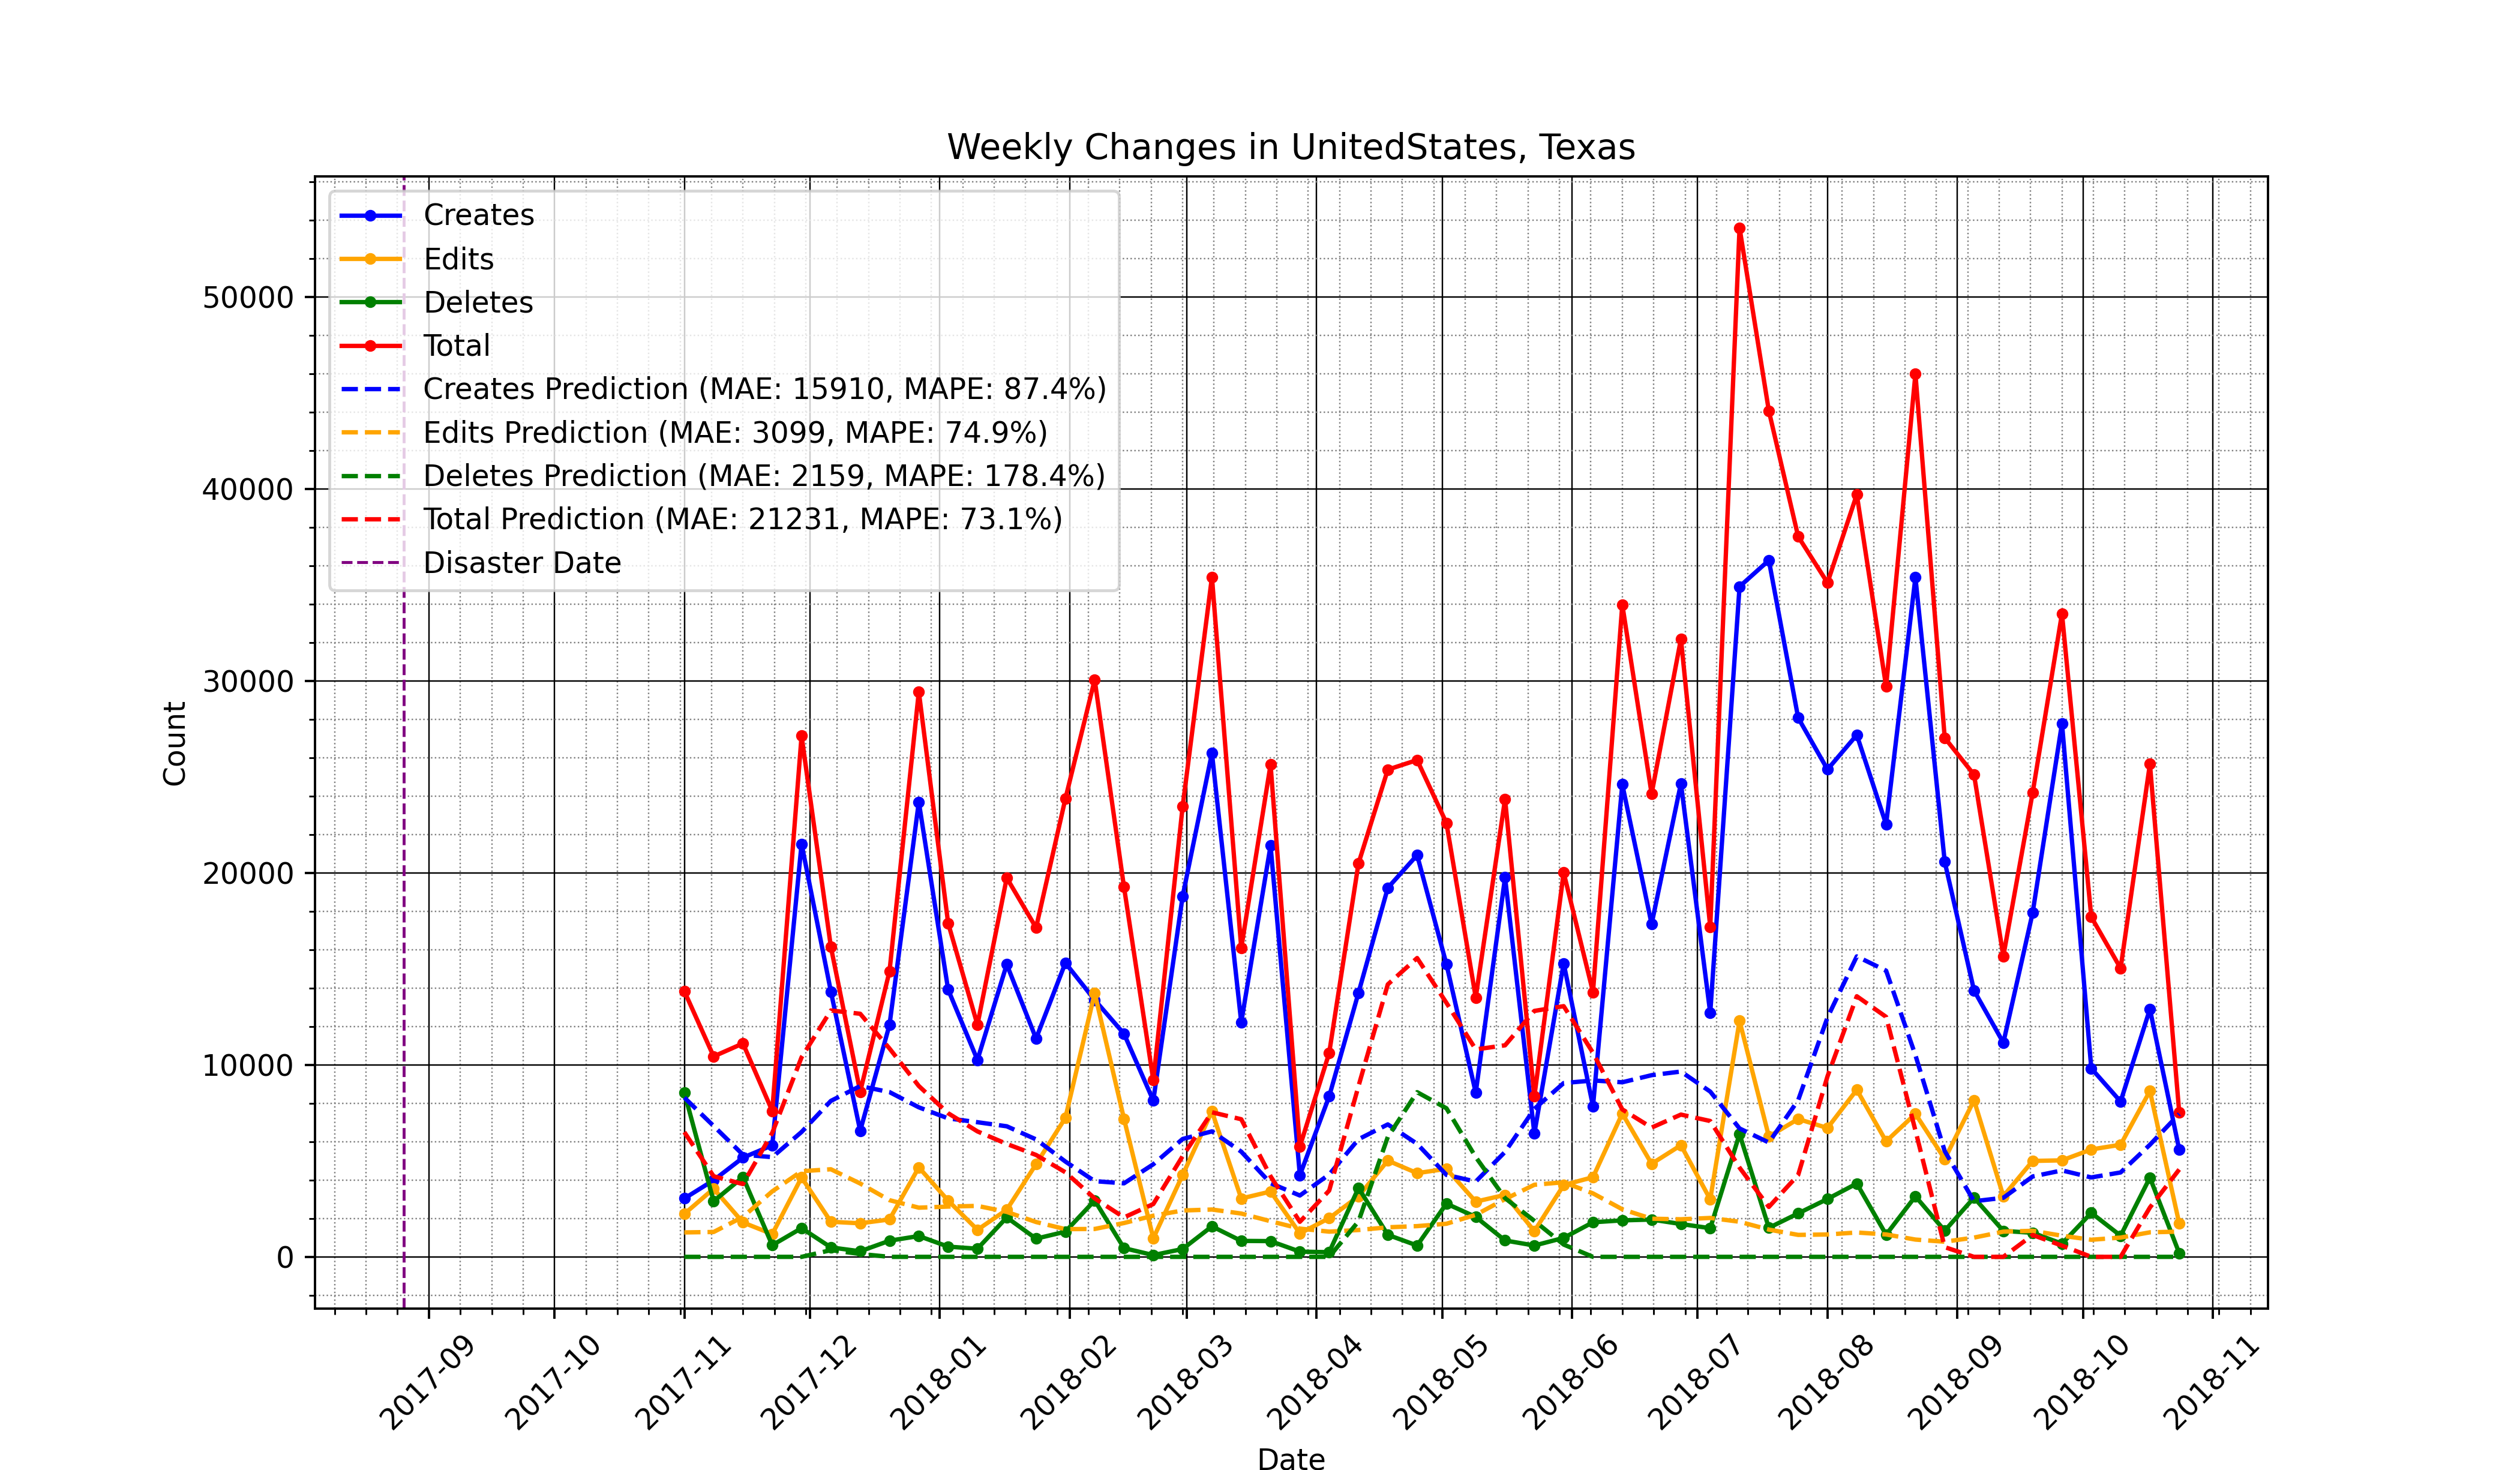 Weekly Changes in UnitedStates, Texas
Creates
Edits
Deletes
Total
Creates Prediction (MAE: 15910, MAPE: 87.4%)
Edits Prediction (MAE: 3099, MAPE: 74.9%)
Deletes Prediction (MAE: 2159, MAPE: 178.4%)
Total Prediction (MAE: 21231, MAPE: 73.1%)
Disaster Date
50000
40000
30000
20000
10000
0
Count
2017-09
2017-10
2017-11
2017-12
2018-01
2018-02
2018-03
2018-04
2018-05
2018-06
2018-07
2018-08
2018-09
2018-10
2018-11
Date